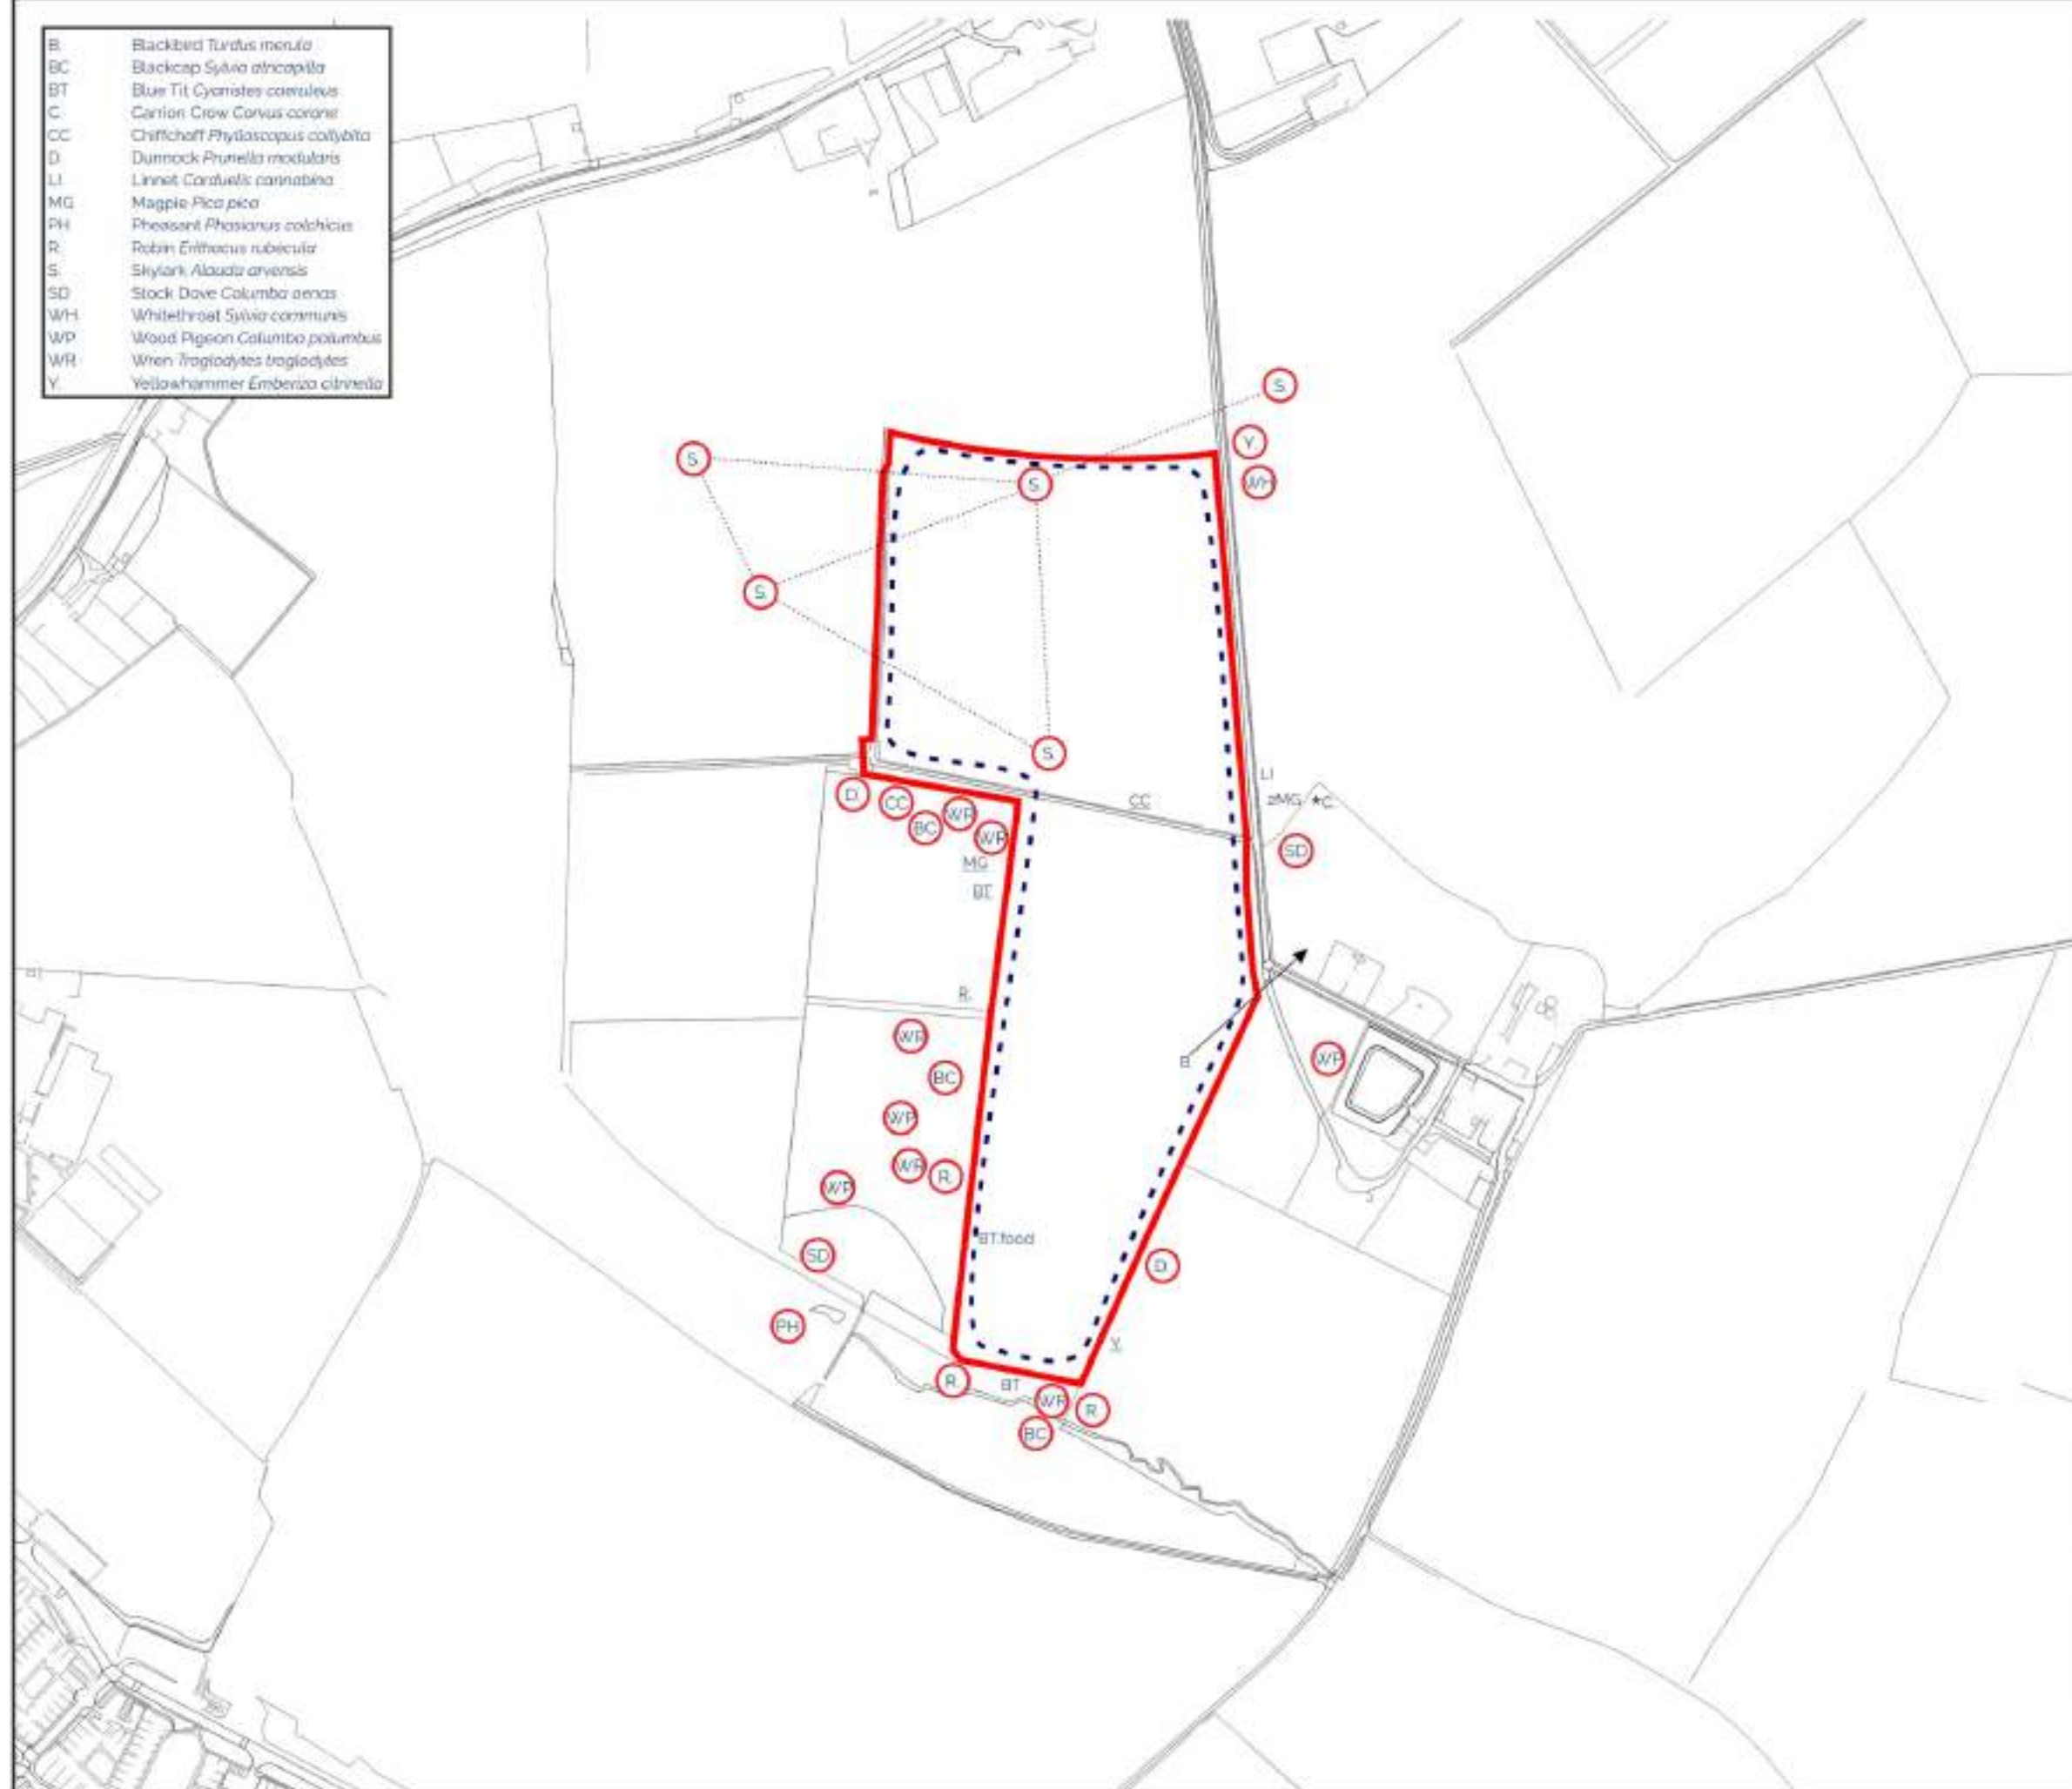 B. Blackbird Turdus merula
BC Blackcap Sylvia atricapilla
BT Blue Tit Cyanistes caeruleus
C. Carrion Crow Corvus corone
CC Chiffchaff Phylloscopus collybita
D. Dunnock Prunella modularis
LI Linnet Carduelis cannabina
MG Magpie Pica pica
PH Pheasant Phasianus colchicus
R. Robin Erithacus rubecula
S. Skylark Alauda arvensis
SD Stock Dove Columba oenas
WH Whitethroat Sylvia communis
WP Wood Pigeon Columba palumbus
WR Wren Troglodytes troglodytes
Y. Yellowhammer Emberiza citrinella
S.
Y.
S.
WH
S.
S.
S.
LI
D. CC CC 2MG C.
BC WP
WR SD
MG
BT
R.
WR
B. WP
BC
WP
WR R.
WP
BT food
SD D.
PH
Y.
R. BT
WR R.
BC